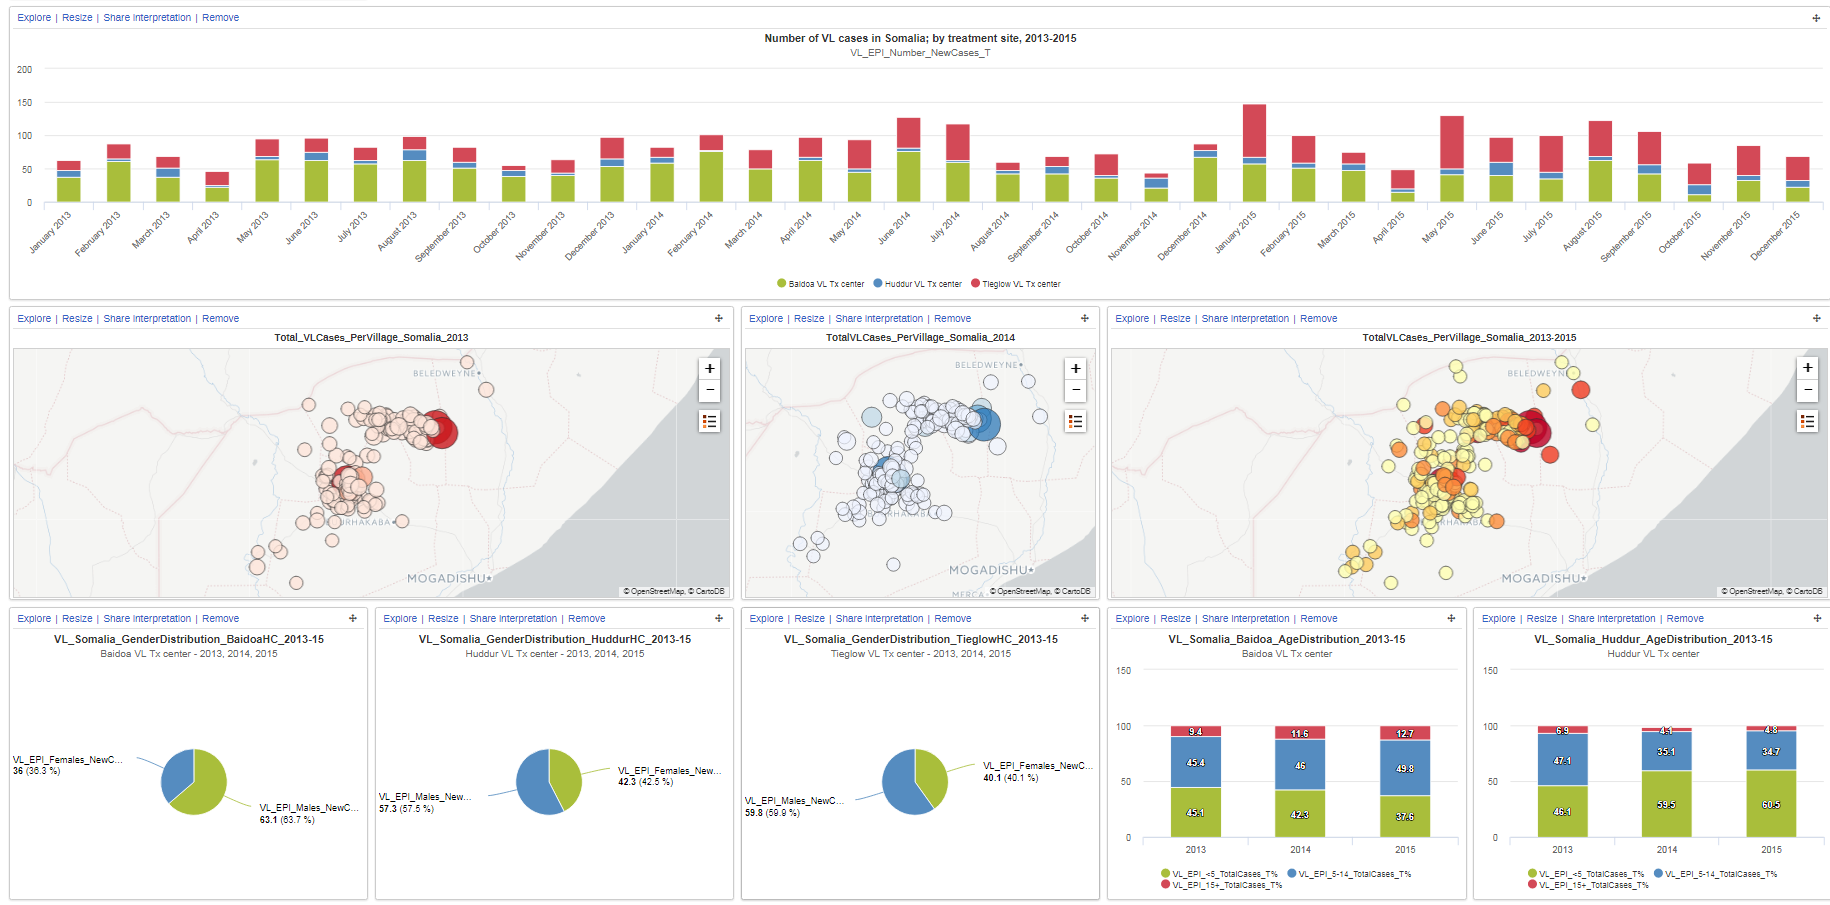 Explore | Resize | Share Interpretation | Remove
Number of VL cases in Somalia; by treatment site, 2013-2015
VL_EPI_Number_NewCases_T
200
150
100
50
0
January 2013
February 2013
March 2013
April 2013
May 2013
June 2013
July 2013
August 2013
September 2013
October 2013
November 2013
December 2013
January 2014
February 2014
March 2014
April 2014
May 2014
June 2014
July 2014
August 2014
September 2014
October 2014
November 2014
December 2014
January 2015
February 2015
March 2015
April 2015
May 2015
June 2015
July 2015
August 2015
September 2015
October 2015
November 2015
December 2015
Baidoa VL Tx center Huddur VL Tx center Tieglow VL Tx center
Explore | Resize | Share Interpretation | Remove
Total_VLCases_PerVillage_Somalia_2013
+
−
BELEDWEYNE
URHAKABA
MOGADISHU
© OpenStreetMap, © CartoDB
Explore | Resize | Share Interpretation | Remove
TotalVLCases_PerVillage_Somalia_2014
+
−
BELEDWEYNE
RHAKAB
MOGADISHU
MERCA
© OpenStreetMap, © CartoDB
Explore | Resize | Share Interpretation | Remove
TotalVLCases_PerVillage_Somalia_2013-2015
+
−
BELEDWEYNE
RHAKABA
MOGADISHU
© OpenStreetMap, © CartoDB
Explore | Resize | Share Interpretation | Remove
VL_Somalia_GenderDistribution_BaidoaHC_2013-15
Baidoa VL Tx center - 2013, 2014, 2015
VL_EPI_Females_NewC...
36 (36.3 %)
VL_EPI_Males_NewC...
63.1 (63.7 %)
Explore | Resize | Share Interpretation | Remove
VL_Somalia_GenderDistribution_HuddurHC_2013-15
Huddur VL Tx center - 2013, 2014, 2015
VL_EPI_Females_New...
42.3 (42.5 %)
VL_EPI_Males_New...
57.3 (57.5 %)
Explore | Resize | Share Interpretation | Remove
VL_Somalia_GenderDistribution_TieglowHC_2013-15
Tieglow VL Tx center - 2013, 2014, 2015
VL_EPI_Females_NewC...
40.1 (40.1 %)
VL_EPI_Males_NewC...
59.8 (59.9 %)
Explore | Resize | Share Interpretation | Remove
VL_Somalia_Baidoa_AgeDistribution_2013-15
Baidoa VL Tx center
150
100
50
0
9.4 11.6 12.7
45.4 46 49.8
45.1 42.3 37.6
2013 2014 2015
VL_EPI_<5_TotalCases_T% VL_EPI_5-14_TotalCases_T%
VL_EPI_15+_TotalCases_T%
Explore | Resize | Share Interpretation | Remove
VL_Somalia_Huddur_AgeDistribution_2013-15
Huddur VL Tx center
150
100
50
0
6.9 4.1 4.8
47.1 35.1 34.7
46.1 59.5 60.5
2013 2014 2015
VL_EPI_<5_TotalCases_T% VL_EPI_5-14_TotalCases_T%
VL_EPI_15+_TotalCases_T%